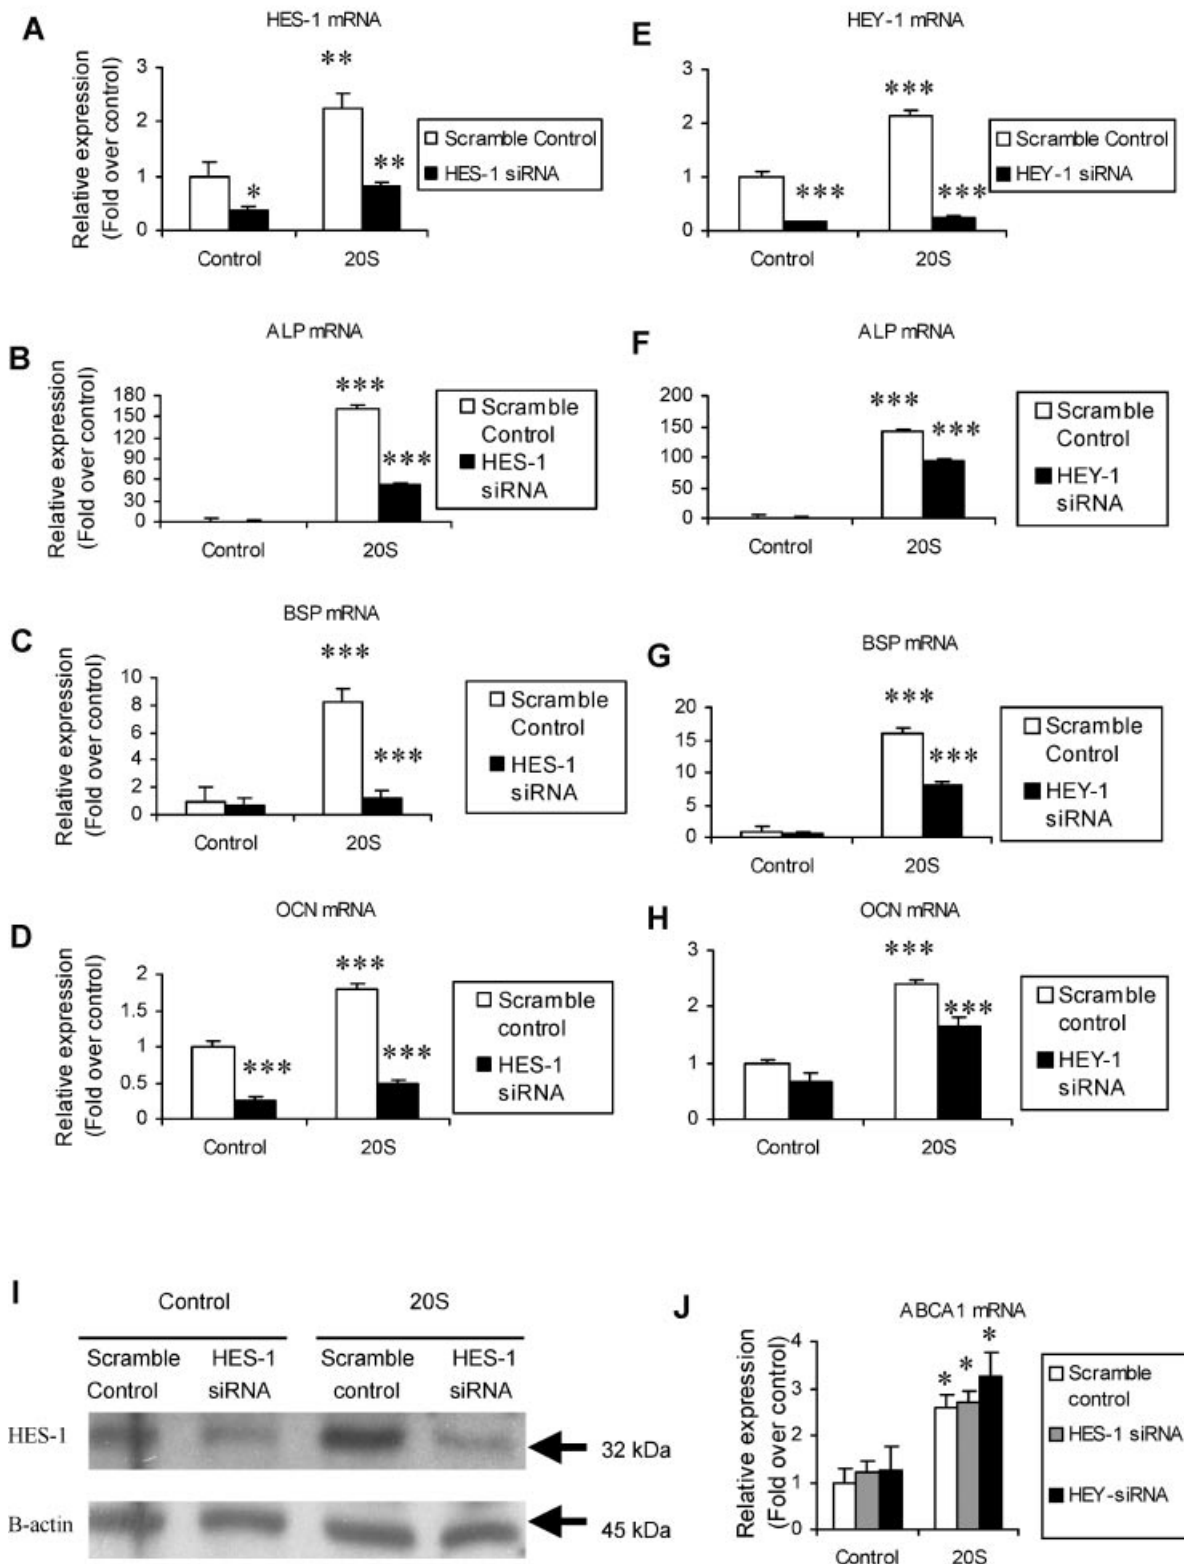 A
HES-1 mRNA
Relative expression
(Fold over control)
3
2
1
0
**
*
**
Control
20S
Scramble Control
HES-1 siRNA
E
HEY-1 mRNA
3
2
1
0
***
***
***
Control
20S
Scramble Control
HEY-1 siRNA
B
ALP mRNA
Relative expression
(Fold over control)
180
150
120
90
60
30
0
***
***
Control
20S
Scramble
Control
HES-1
siRNA
F
ALP mRNA
200
150
100
50
0
***
***
Control
20S
Scramble
Control
HEY-1
siRNA
C
BSP mRNA
Relative expression
(Fold over control)
10
8
6
4
2
0
***
***
Control
20S
Scramble
Control
HES-1
siRNA
G
BSP mRNA
20
15
10
5
0
***
***
Control
20S
Scramble
Control
HEY-1
siRNA
D
OCN mRNA
Relative expression
(Fold over control)
2
1.5
1
0.5
0
***
***
***
Control
20S
Scramble
control
HES-1
siRNA
H
OCN mRNA
3
2
1
0
***
***
Control
20S
Scramble
control
HEY-1
siRNA
I
Control
20S
Scramble
Control
HES-1
siRNA
Scramble
control
HES-1
siRNA
HES-1
32 kDa
B-actin
45 kDa
J
ABCA1 mRNA
Relative expression
(Fold over control)
4
3
2
1
0
*
*
*
Control
20S
Scramble
control
HES-1 siRNA
HEY-siRNA